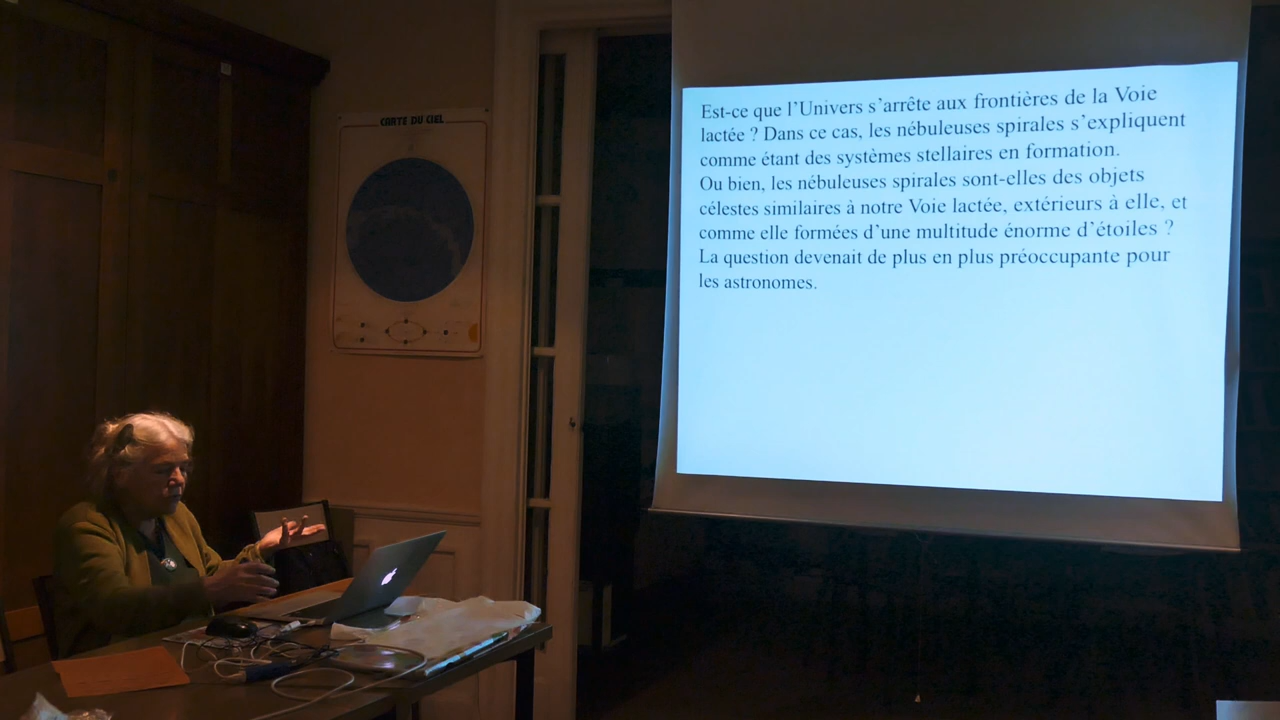 CARTE DU CIEL
Est-ce que l'Univers s'arrête aux frontières de la Voie
lactée ? Dans ce cas, les nébuleuses spirales s'expliquent
comme étant des systèmes stellaires en formation.
Ou bien, les nébuleuses spirales sont-elles des objets
célestes similaires à notre Voie lactée, extérieurs à elle, et
comme elle formées d'une multitude énorme d'étoiles ?
La question devenait de plus en plus préoccupante pour
les astronomes.